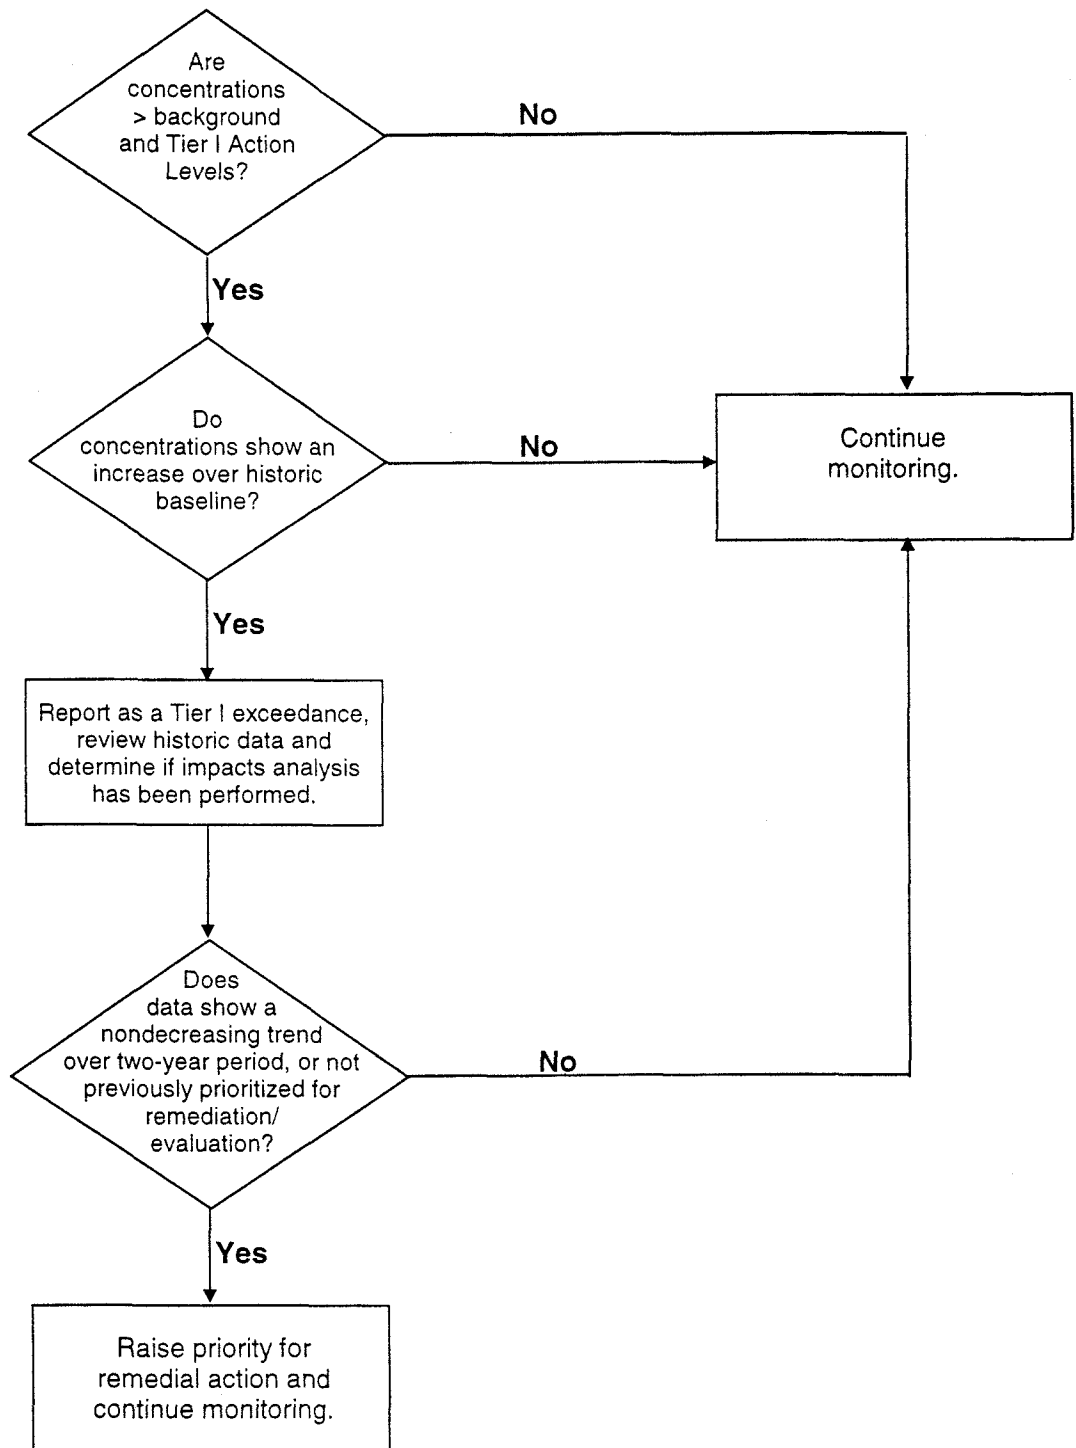 Are
concentrations
> background
and Tier I Action
Levels?
No
Yes
Do
concentrations show an
increase over historic
baseline?
No
Continue
monitoring.
Yes
Report as a Tier I exceedance,
review historic data and
determine if impacts analysis
has been performed.
Does
data show a
nondecreasing trend
over two-year period, or not
previously prioritized for
remediation/
evaluation?
No
Yes
Raise priority for
remedial action and
continue monitoring.